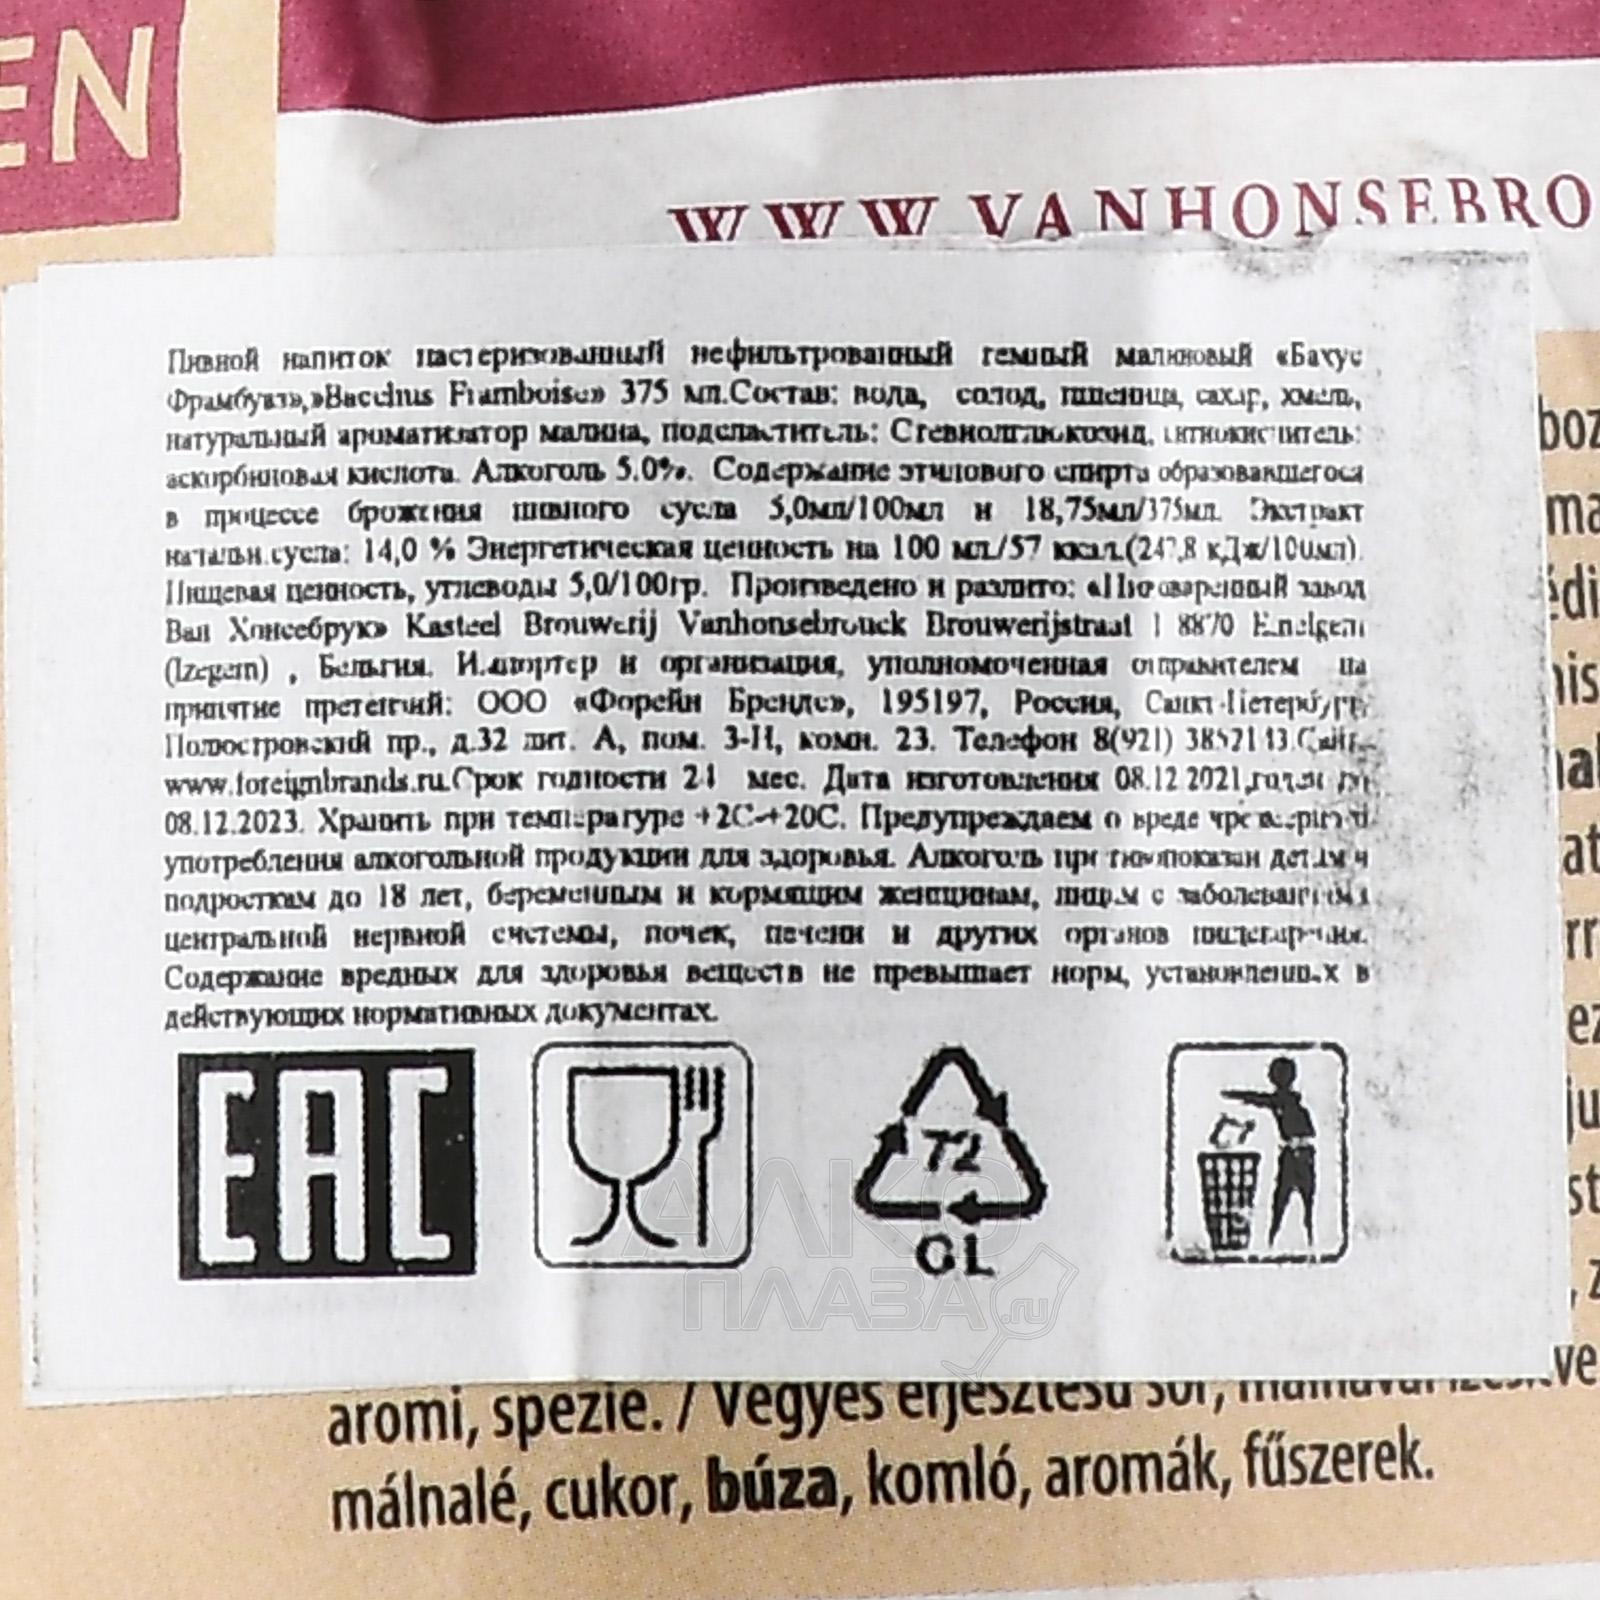 EN
WWW.VANHONSEBRO
Пивной напиток пастеризованный нефильтрованный темный малиновый «Бахус
Фрамбуаз»,»Bacchus Framboise» 375 мл.Состав: вода, солод, пшеница, сахар, хмель,
натуральный ароматизатор малина, подсластитель: Стевиолглюкозид, антиокислитель:
аскорбиновая кислота. Алкоголь 5.0%. Содержание этилового спирта образовавшегося
в процессе брожения пивного сусла 5,0мл/100мл и 18,75мл/375мл. Экстракт
начальн.сусла: 14,0 % Энергетическая ценность на 100 мл/57 ккал.
Пищевая ценность, углеводы 5,0/100гр. Произведено и разлито: «Пивоваренный завод
Ван Хонсебрук» Kasteel Brouwerij Vanhonsebrouck Brouwerijstraat 1 8870
(Izegem) , Бельгия. Импортер и организация, уполномоченная отправителем на
принятие претензий: ООО «Форейн Брендс», 195197, Россия, Санкт-Петербург,
Полюстровский пр., д.32 лит. А, пом. 3-Н, комн. 23. Телефон 8(921)
www.foreignbrands.ru.Срок годности 24 мес. Дата изготовления 08.12.2021,
08.12.2023. Хранить при температуре +2С-+20С. Предупреждаем о вреде чрезмерного
употребления алкогольной продукции для здоровья. Алкоголь противопоказан детям и
подросткам до 18 лет, беременным и кормящим женщинам, лицам с заболеваниями
центральной нервной системы, почек, печени и других органов пищеварения.
Содержание вредных для здоровья веществ не превышает норм, установленных в
действующих нормативных документах.
EAC
72
GL
АЛКО
ПЛАЗА
.ru
aromi, spezie. / Vegyes erjesztésű sör,
málnalé, cukor, búza, komló, aromák, fűszerek.